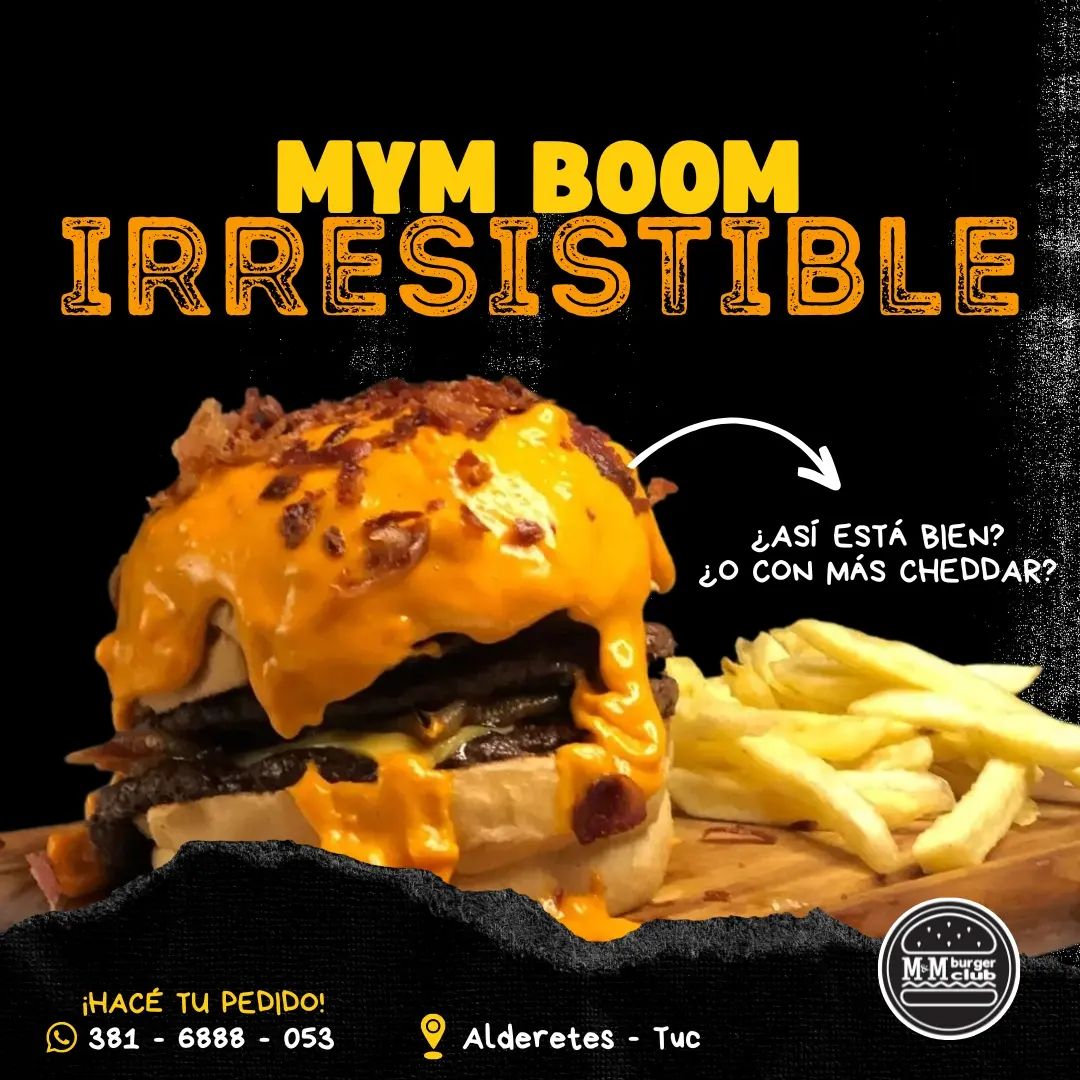 MYM BOOM
IRRESISTIBLE
¿ASÍ ESTÁ BIEN?
¿O CON MÁS CHEDDAR?
M&M burger
club
¡HACÉ TU PEDIDO!
381 - 6888 - 053
Alderetes - Tuc